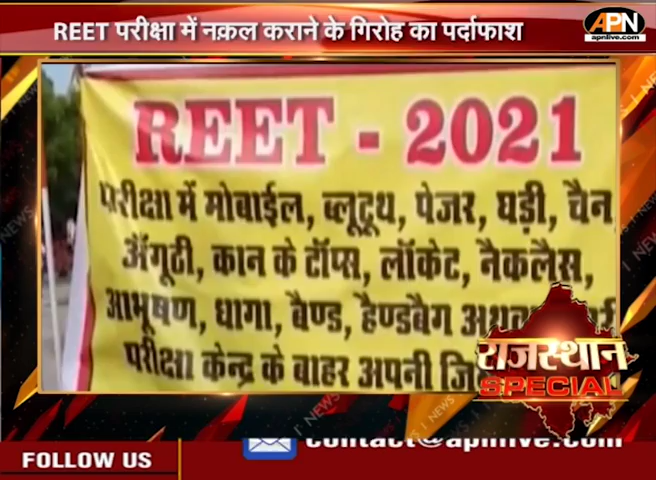 REET परीक्षा में नक़ल कराने के गिरोह का पर्दाफाश
APN
apnlive.com
REET - 2021
परीक्षा में मोबाईल, ब्लूटूथ, पेजर, घड़ी, चैन
अँगूठी, कान के टॉप्स, लॉकेट, नैकलैस,
आभूषण, धागा, बैण्ड, हैण्डबैग
परीक्षा केन्द्र के बाहर अपनी
राजस्थान
SPECIAL
FOLLOW US
contact@apnlive.com